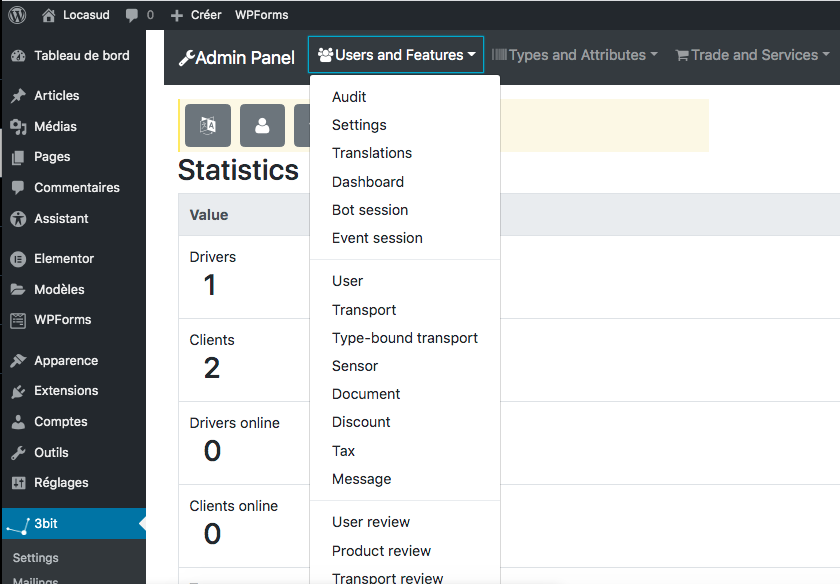 Locasud
0
Créer
WPForms
Tableau de bord
Articles
Médias
Pages
Commentaires
Assistant
Elementor
Modèles
WPForms
Apparence
Extensions
Comptes
Outils
Réglages
3bit
Settings
Mailings
Admin Panel
Users and Features
Types and Attributes
Trade and Services
Audit
Settings
Translations
Dashboard
Bot session
Event session
User
Transport
Type-bound transport
Sensor
Document
Discount
Tax
Message
User review
Product review
Transport review
Statistics
Value
Drivers
1
Clients
2
Drivers online
0
Clients online
0